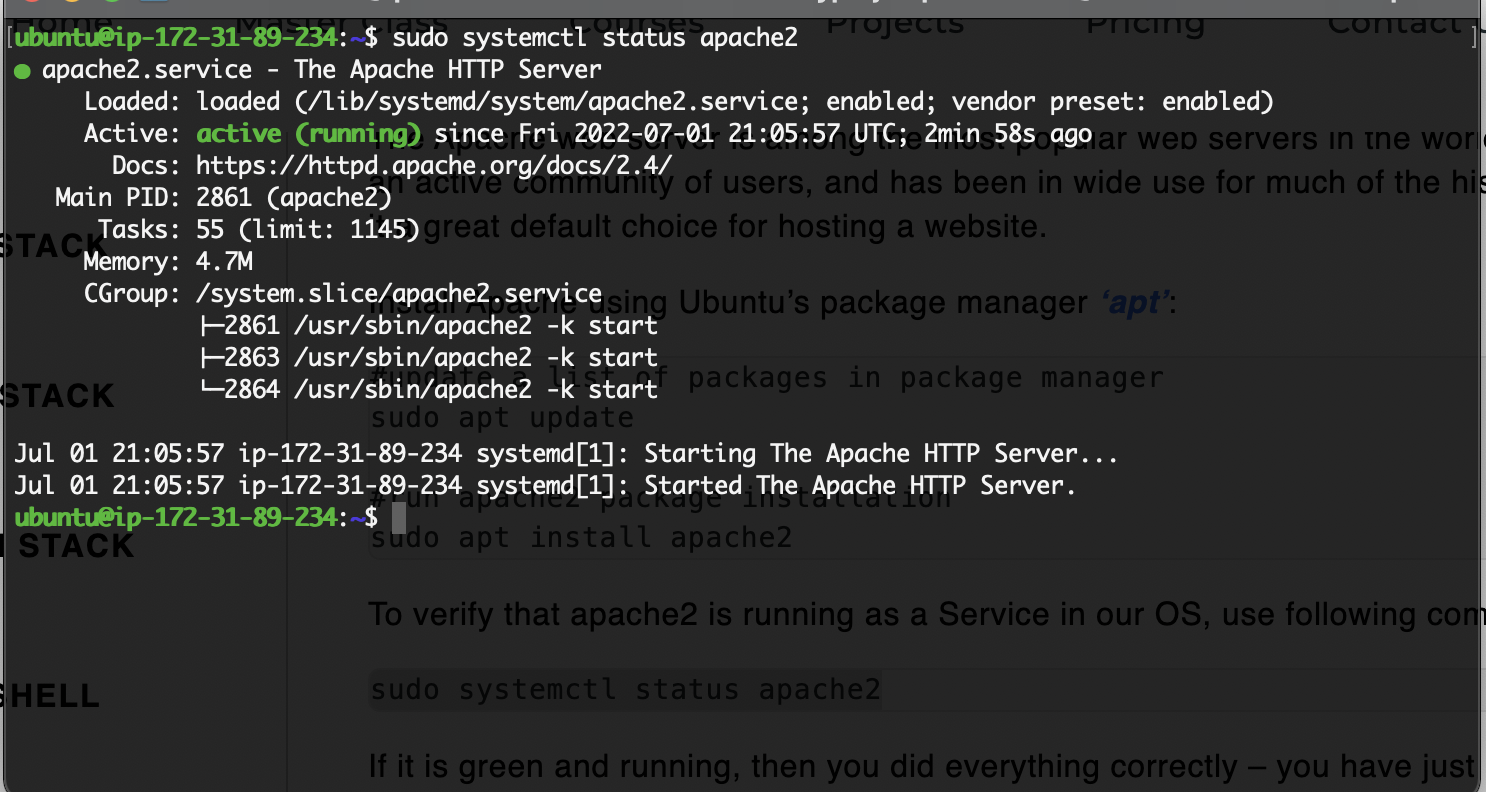 Home Master Class Courses Projects Pricing Contact
[ubuntu@ip-172-31-89-234:~$ sudo systemctl status apache2 ]
● apache2.service - The Apache HTTP Server
Loaded: loaded (/lib/systemd/system/apache2.service; enabled; vendor preset: enabled)
Active: active (running) since Fri 2022-07-01 21:05:57 UTC; 2min 58s ago
Docs: https://httpd.apache.org/docs/2.4/
Main PID: 2861 (apache2)
Tasks: 55 (limit: 1145)
Memory: 4.7M
CGroup: /system.slice/apache2.service
├─2861 /usr/sbin/apache2 -k start
├─2863 /usr/sbin/apache2 -k start
└─2864 /usr/sbin/apache2 -k start
Jul 01 21:05:57 ip-172-31-89-234 systemd[1]: Starting The Apache HTTP Server...
Jul 01 21:05:57 ip-172-31-89-234 systemd[1]: Started The Apache HTTP Server.
ubuntu@ip-172-31-89-234:~$
STACK
STACK
STACK
SHELL
The Apache web server is among the most popular web servers in the
an active community of users, and has been in wide use for much of the
great default choice for hosting a website.
Install Apache using Ubuntu’s package manager ‘apt’:
#update a list of packages in package manager
sudo apt update
#run apache2 package installation
sudo apt install apache2
To verify that apache2 is running as a Service in our OS, use following
sudo systemctl status apache2
If it is green and running, then you did everything correctly – you have just